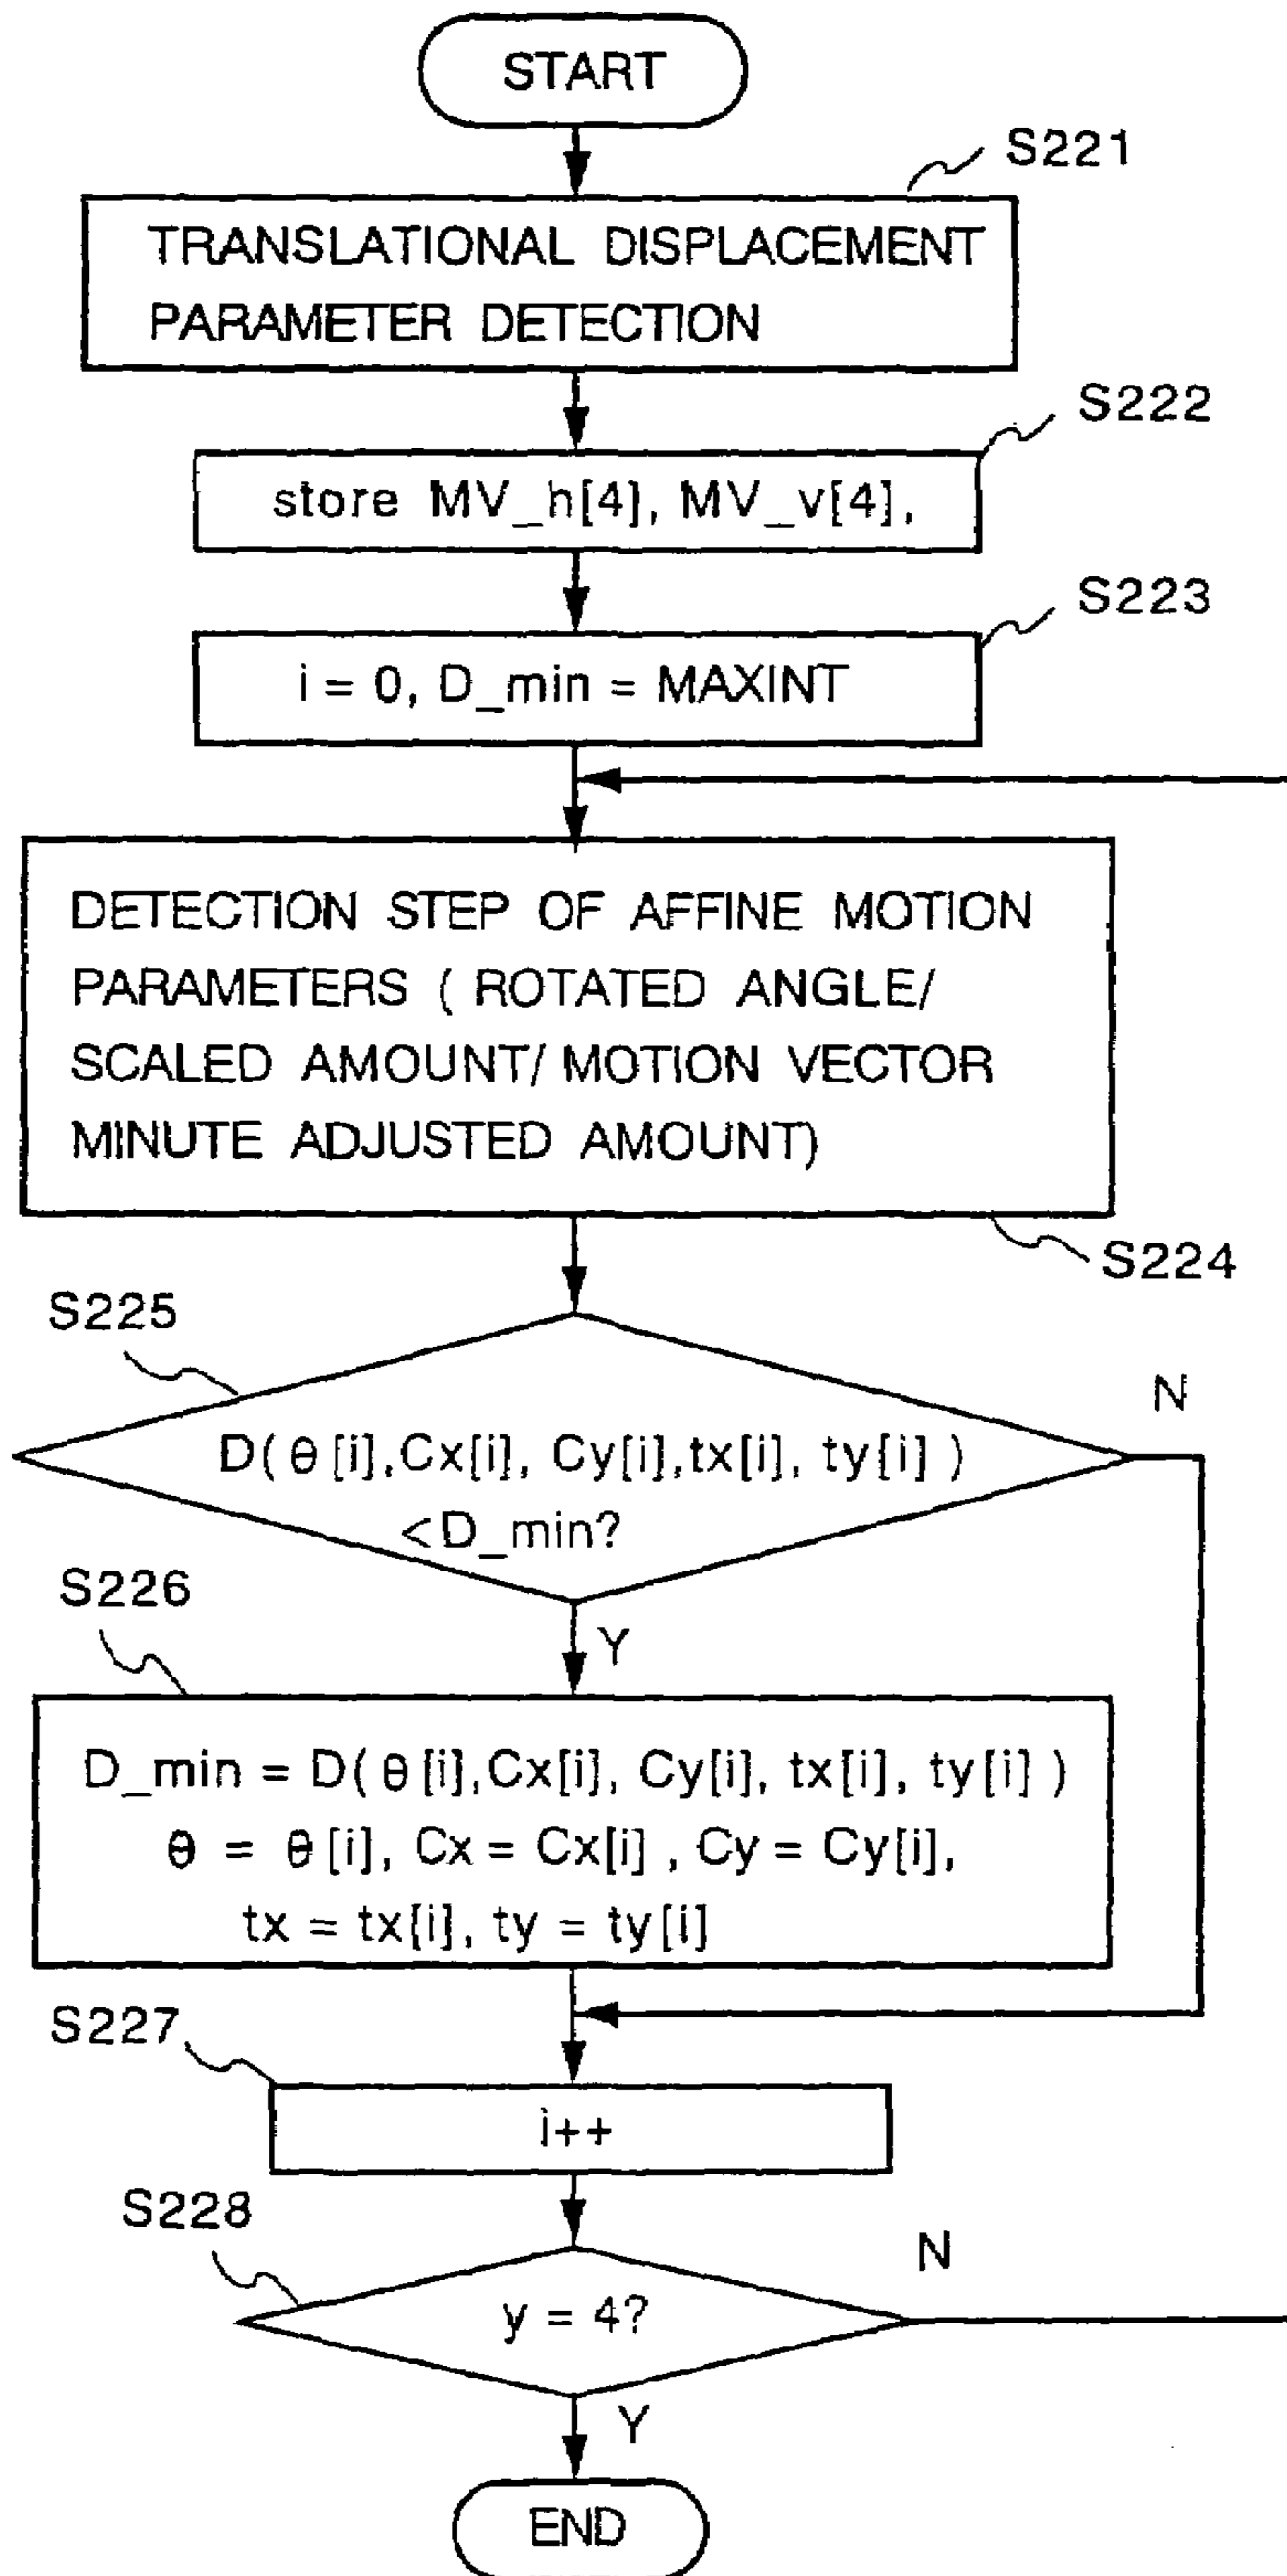 START
S221
TRANSLATIONAL DISPLACEMENT
PARAMETER DETECTION
S222
store MV_h[4], MV_v[4],
S223
i = 0, D_min = MAXINT
DETECTION STEP OF AFFINE MOTION
PARAMETERS ( ROTATED ANGLE/
SCALED AMOUNT/ MOTION VECTOR
MINUTE ADJUSTED AMOUNT)
S224
S225
N
D( θ[i],Cx[i], Cy[i],tx[i], ty[i] )
<D_min?
S226
Y
D_min = D( θ[i],Cx[i], Cy[i], tx[i], ty[i] )
θ = θ[i], Cx = Cx[i] , Cy = Cy[i],
tx = tx[i], ty = ty[i]
S227
i++
S228
N
y = 4?
Y
END